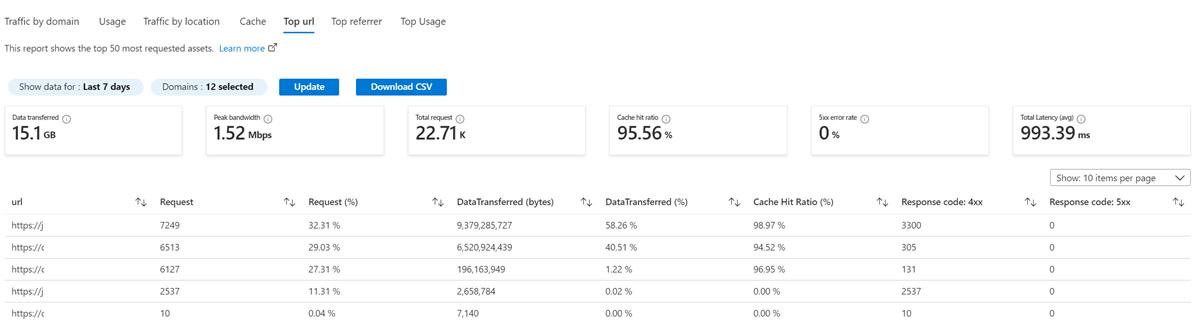 Traffic by domain Usage Traffic by location Cache Top url Top referrer Top Usage
This report shows the top 50 most requested assets. Learn more
Show data for : Last 7 days Domains : 12 selected Update Download CSV
Data transferred Peak bandwidth Total request Cache hit ratio 5xx error rate Total Latency (avg)
15.1 GB 1.52 Mbps 22.71 K 95.56 % 0 % 993.39 ms
Show: 10 items per page
url Request Request (%) DataTransferred (bytes) DataTransferred (%) Cache Hit Ratio (%) Response code: 4xx Response code: 5xx
https://j 7249 32.31 % 9,379,285,727 58.26 % 98.97 % 3300 0
https://c 6513 29.03 % 6,520,924,439 40.51 % 94.52 % 305 0
https://c 6127 27.31 % 196,163,949 1.22 % 96.95 % 131 0
https://j 2537 11.31 % 2,658,784 0.02 % 0.00 % 2537 0
https://c 10 0.04 % 7,140 0.00 % 0.00 % 10 0